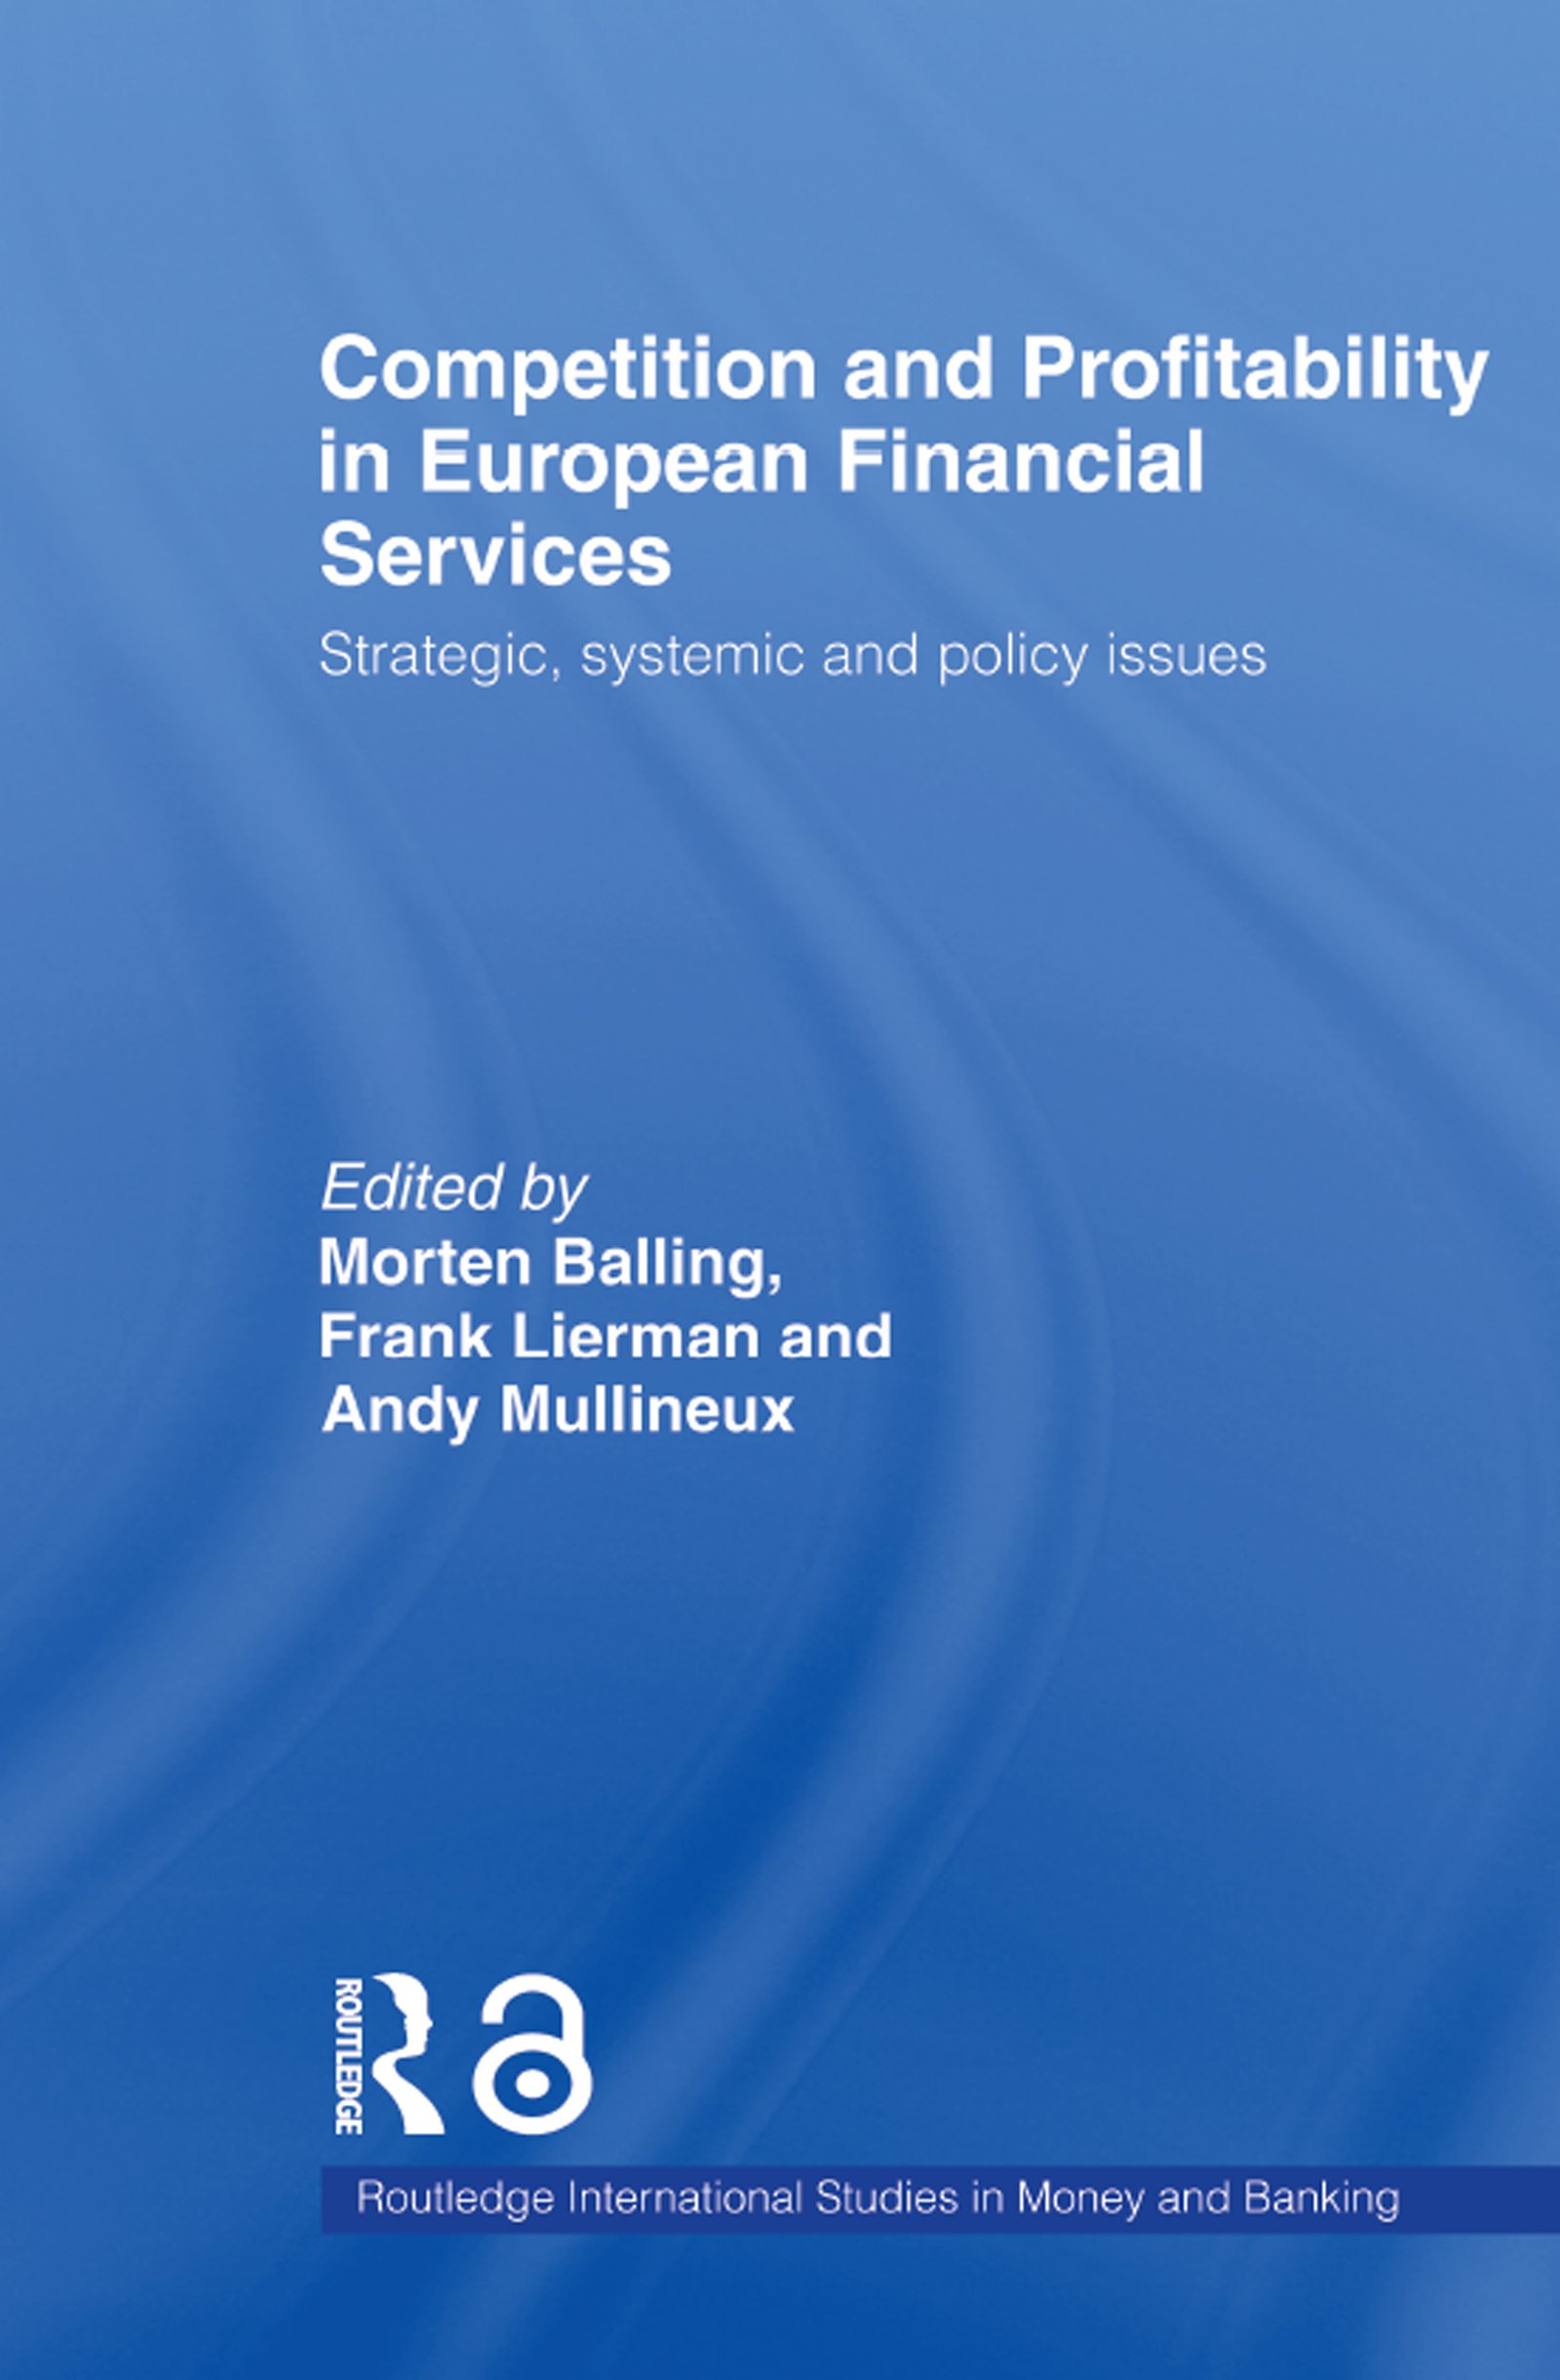 Competition and Profitability
in European Financial
Services
Strategic, systemic and policy issues
Edited by
Morten Balling,
Frank Lierman and
Andy Mullineux
ROUTLEDGE
Routledge International Studies in Money and Banking